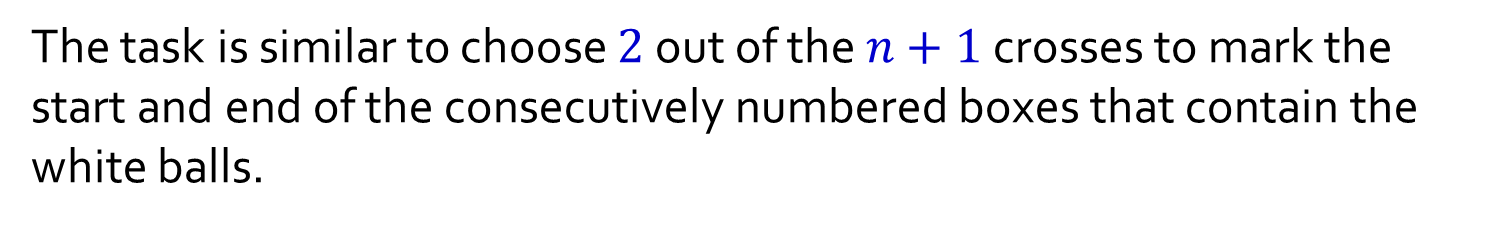 The task is similar to choose 2 out of the n + 1 crosses to mark the
start and end of the consecutively numbered boxes that contain the
white balls.